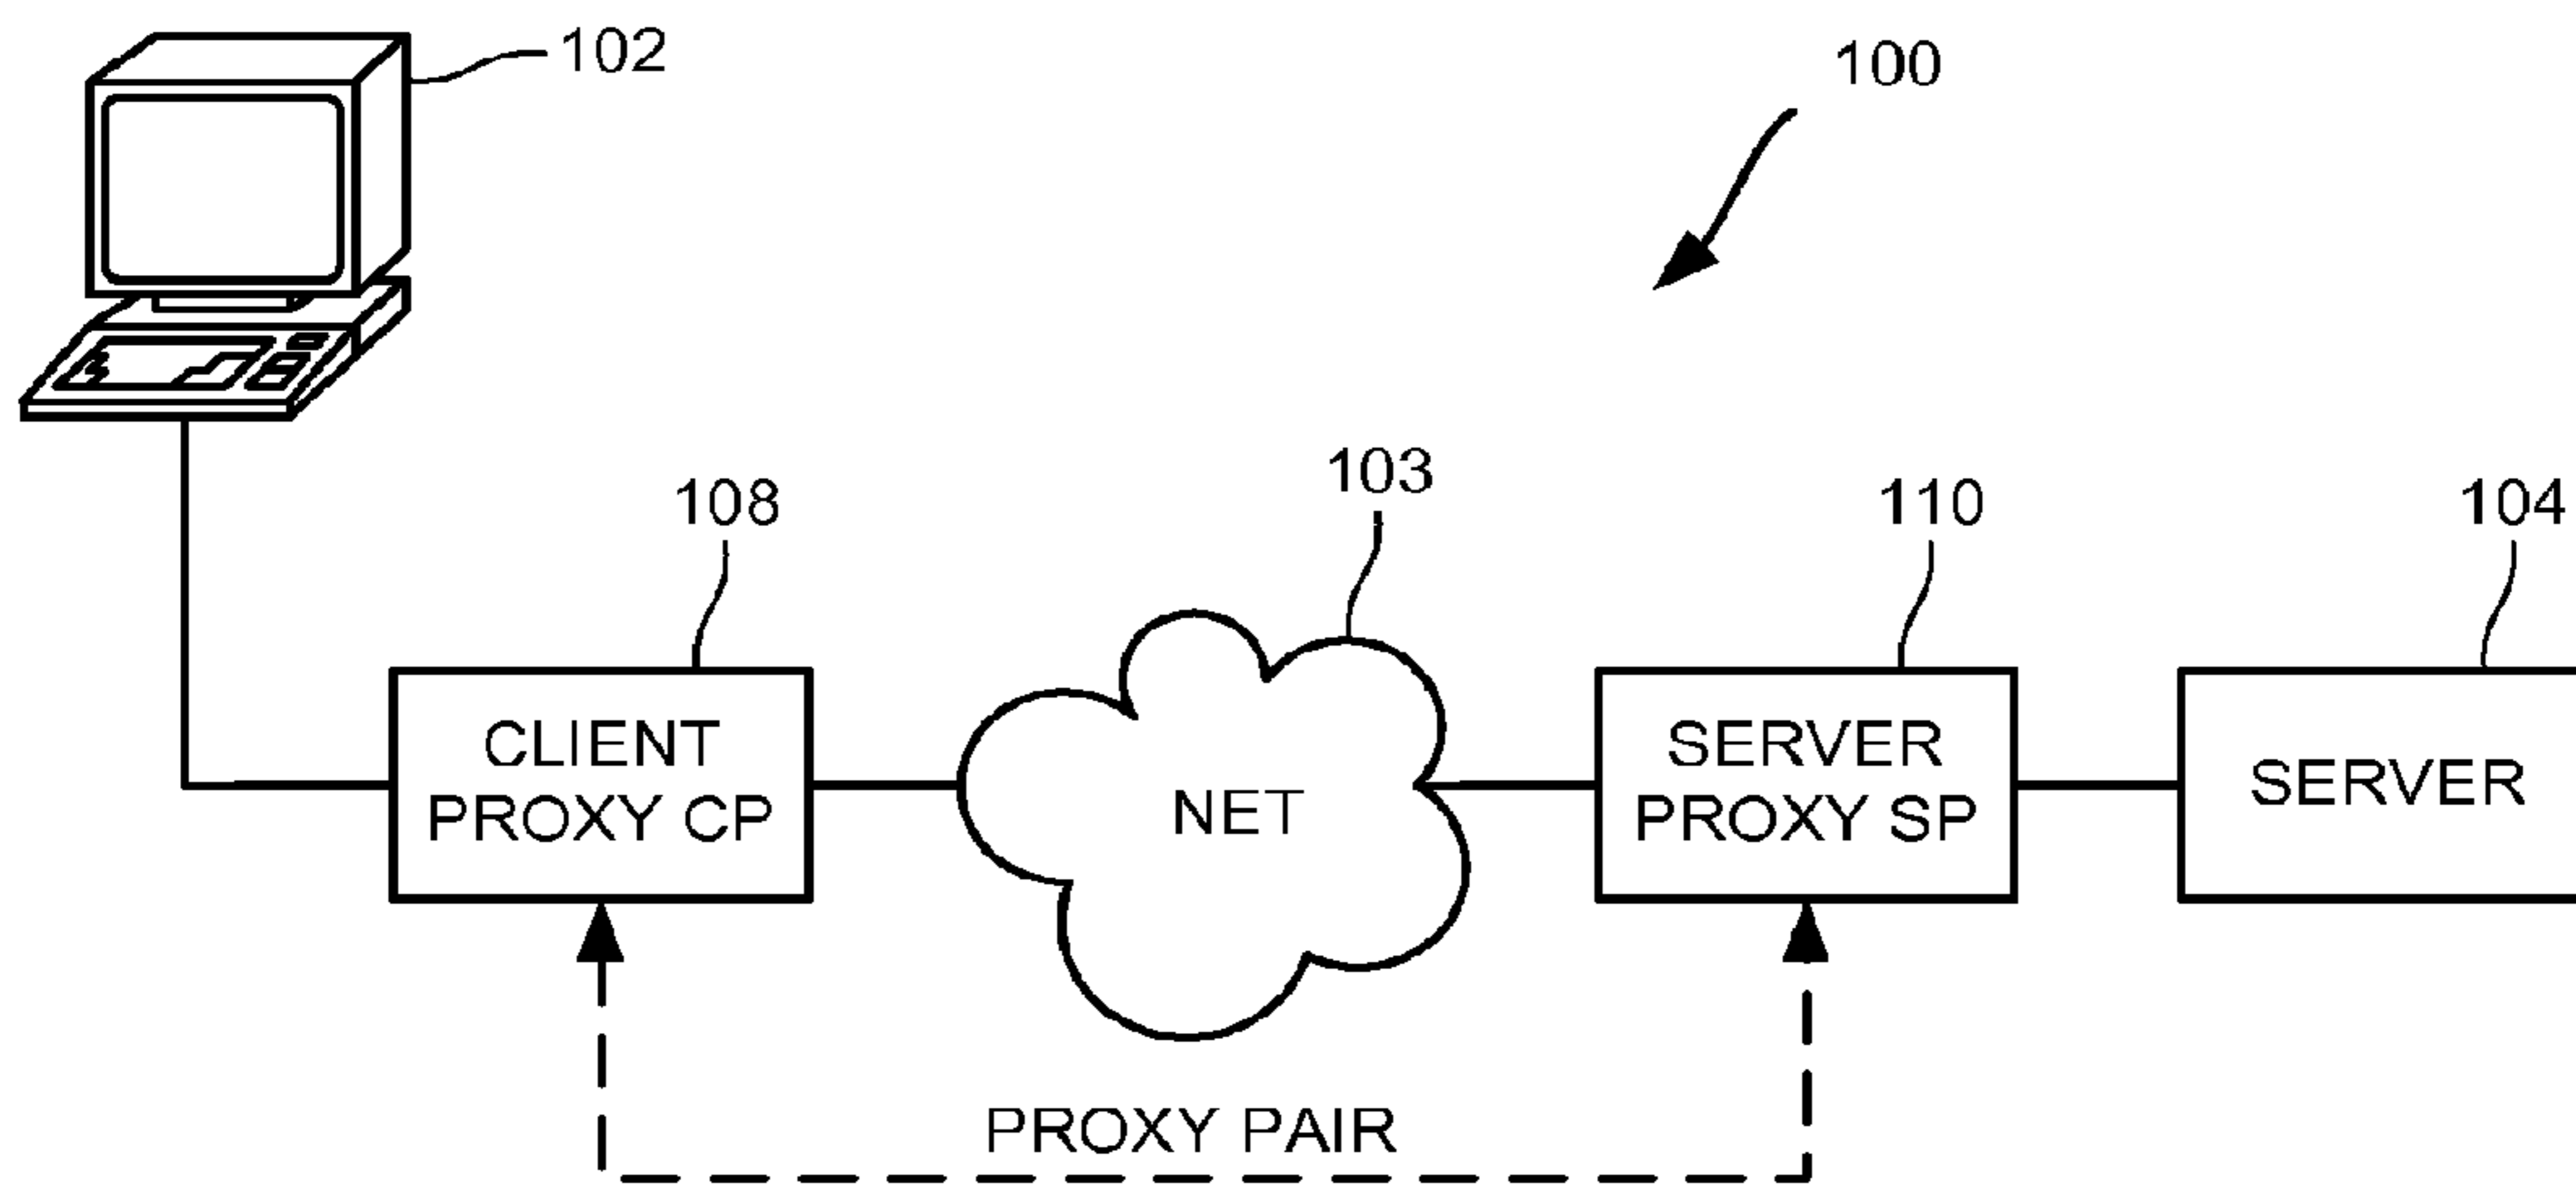 102
100
108
103
110
104
CLIENT
PROXY CP
NET
SERVER
PROXY SP
SERVER
PROXY PAIR